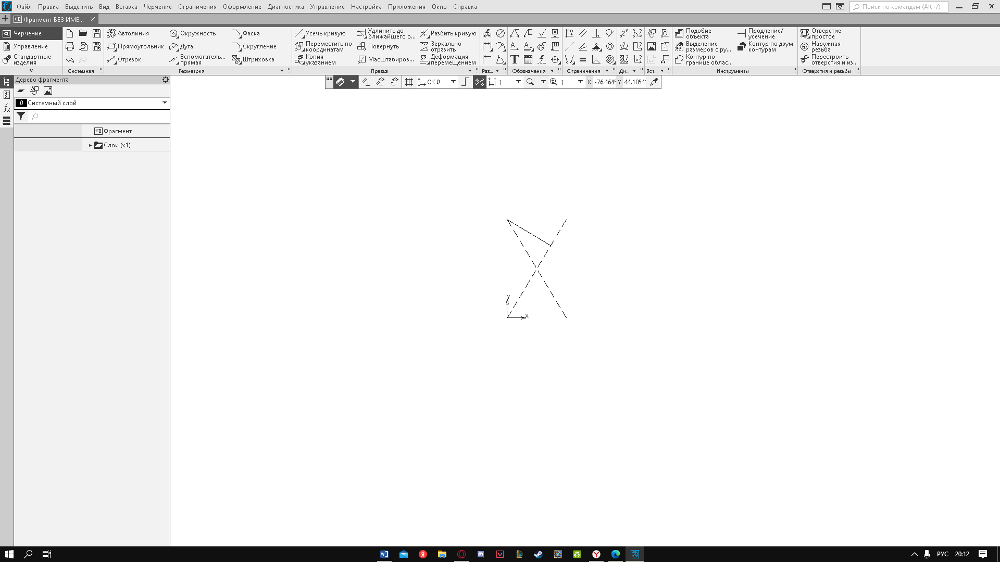 Файл Правка Выделить Вид Вставка Черчение Ограничения Оформление Диагностика Управление Настройка Приложения Окно Справка
Поиск по командам (Alt+/)
Фрагмент БЕЗ ИМЕ...
Черчение
Управление
Стандартные
изделия
Системная
Автолиния
Прямоугольник
Отрезок
Окружность
Дуга
Вспомогатель...
прямая
Фаска
Скругление
Штриховка
Геометрия
Усечь кривую
Переместить по
координатам
Копия
указанием
Удлинить до
ближайшего о...
Повернуть
Масштабиров...
Разбить кривую
Зеркально
отразить
Деформация
перемещением
Правка
Раз...
Обозначения
Ограничения
Ди...
Вст...
Подобие
объекта
Выделение
размеров с ру...
Контур по
границе облас...
Продление/
усечение
Контур по двум
контурам
Инструменты
Отверстие
простое
Наружная
резьба
Перестроить
отверстия и из...
Отверстия и резьбы
Дерево фрагмента
0 Системный слой
Фрагмент
Слои (x1)
СК 0
1
1
X -76.464
Y 44.1854
Y
X
РУС 20:12